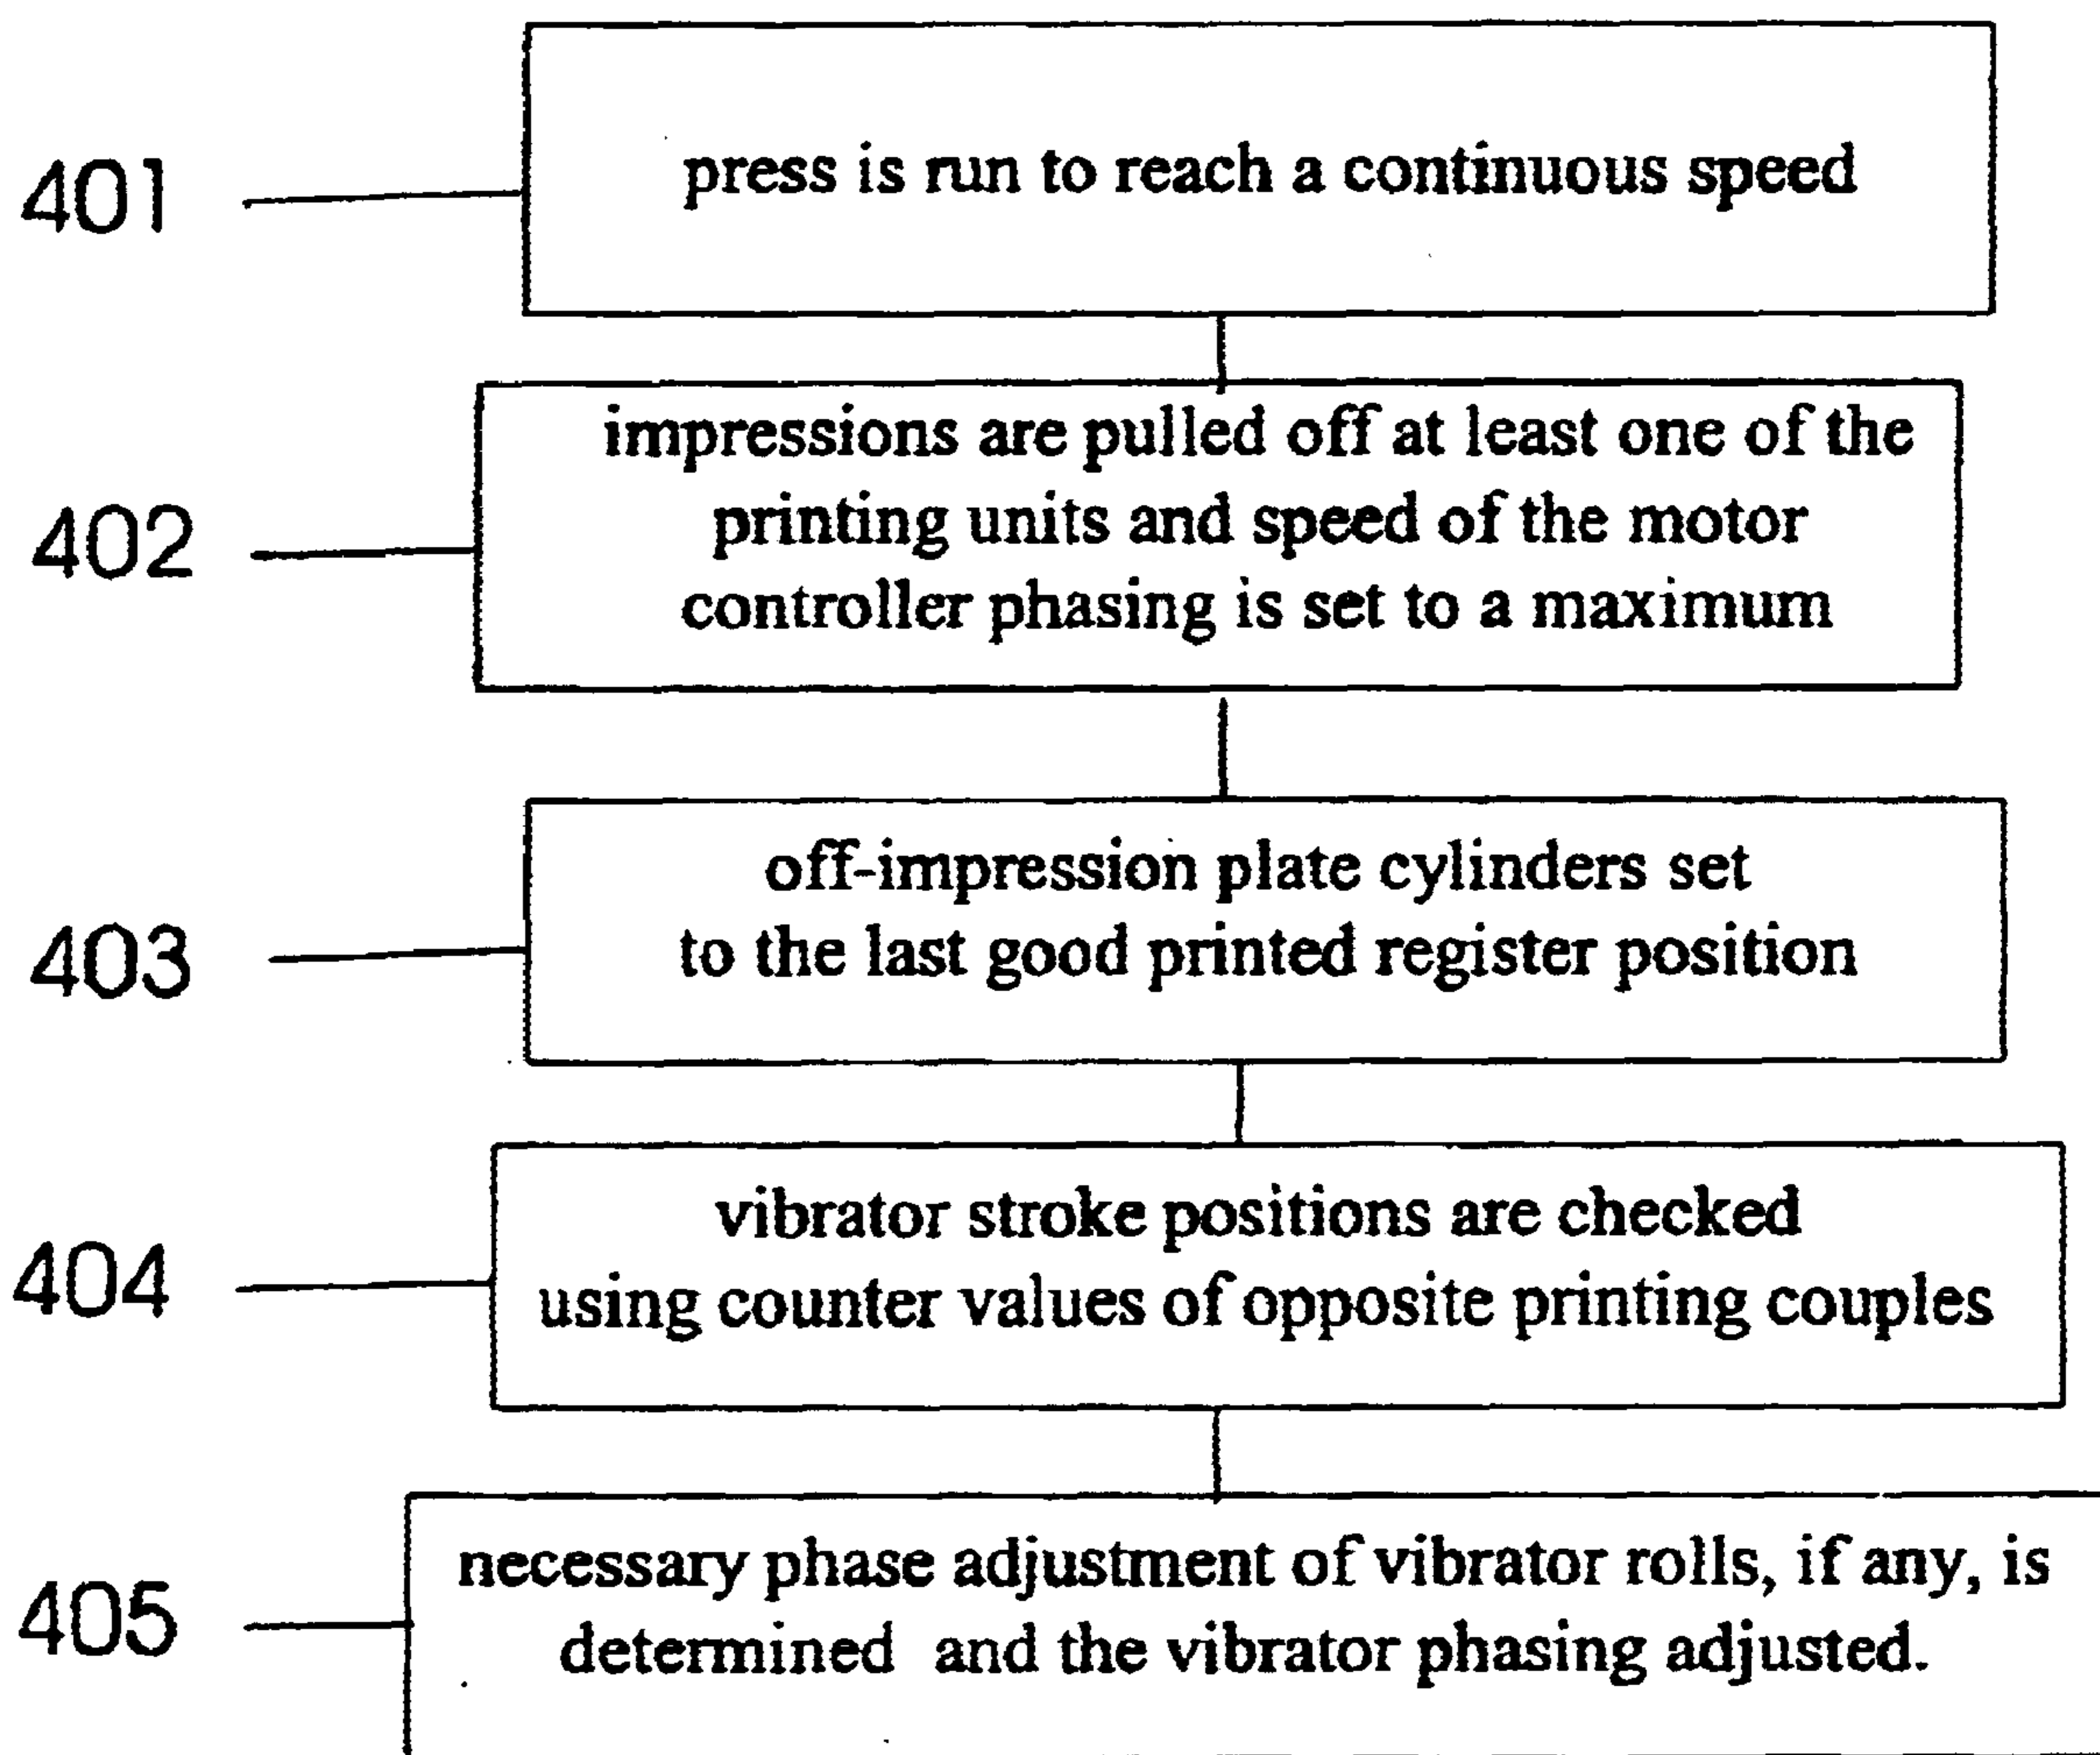 401
press is run to reach a continuous speed
402
impressions are pulled off at least one of the
printing units and speed of the motor
controller phasing is set to a maximum
403
off-impression plate cylinders set
to the last good printed register position
404
vibrator stroke positions are checked
using counter values of opposite printing couples
405
necessary phase adjustment of vibrator rolls, if any, is
determined and the vibrator phasing adjusted.